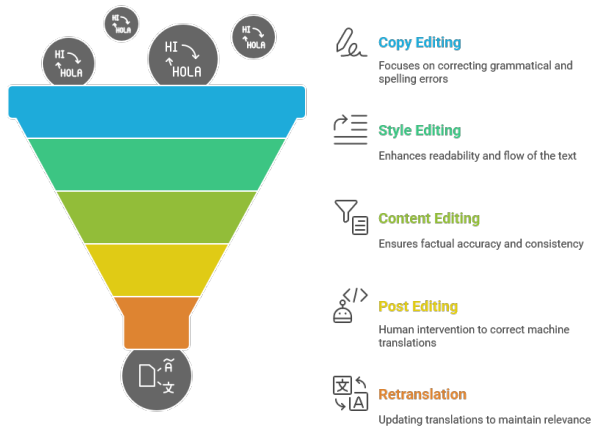 HI
HOLA
HI
HOLA
HI
HOLA
HI
HOLA
Copy Editing
Focuses on correcting grammatical and
spelling errors
Style Editing
Enhances readability and flow of the text
Content Editing
Ensures factual accuracy and consistency
</>
Post Editing
Human intervention to correct machine
translations
文
A
Retranslation
Updating translations to maintain relevance
A
文